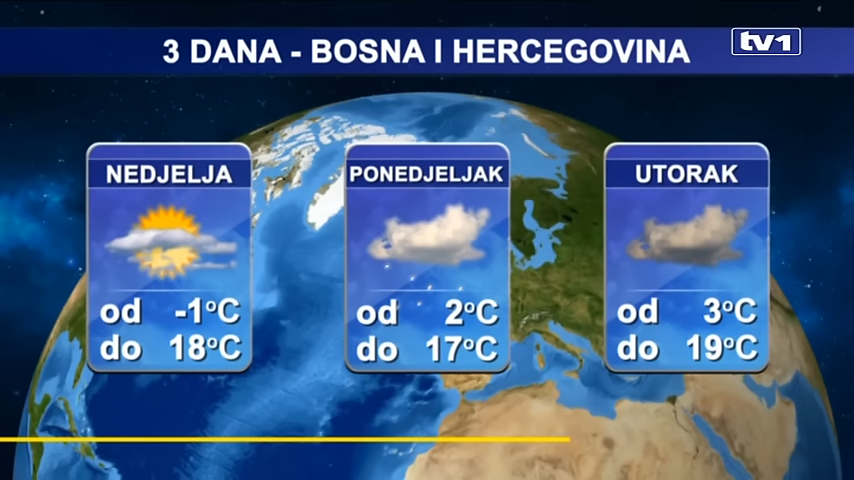 3 DANA - BOSNA I HERCEGOVINA
tv1
NEDJELJA
od -1°C
do 18°C
PONEDJELJAK
od 2°C
do 17°C
UTORAK
od 3°C
do 19°C